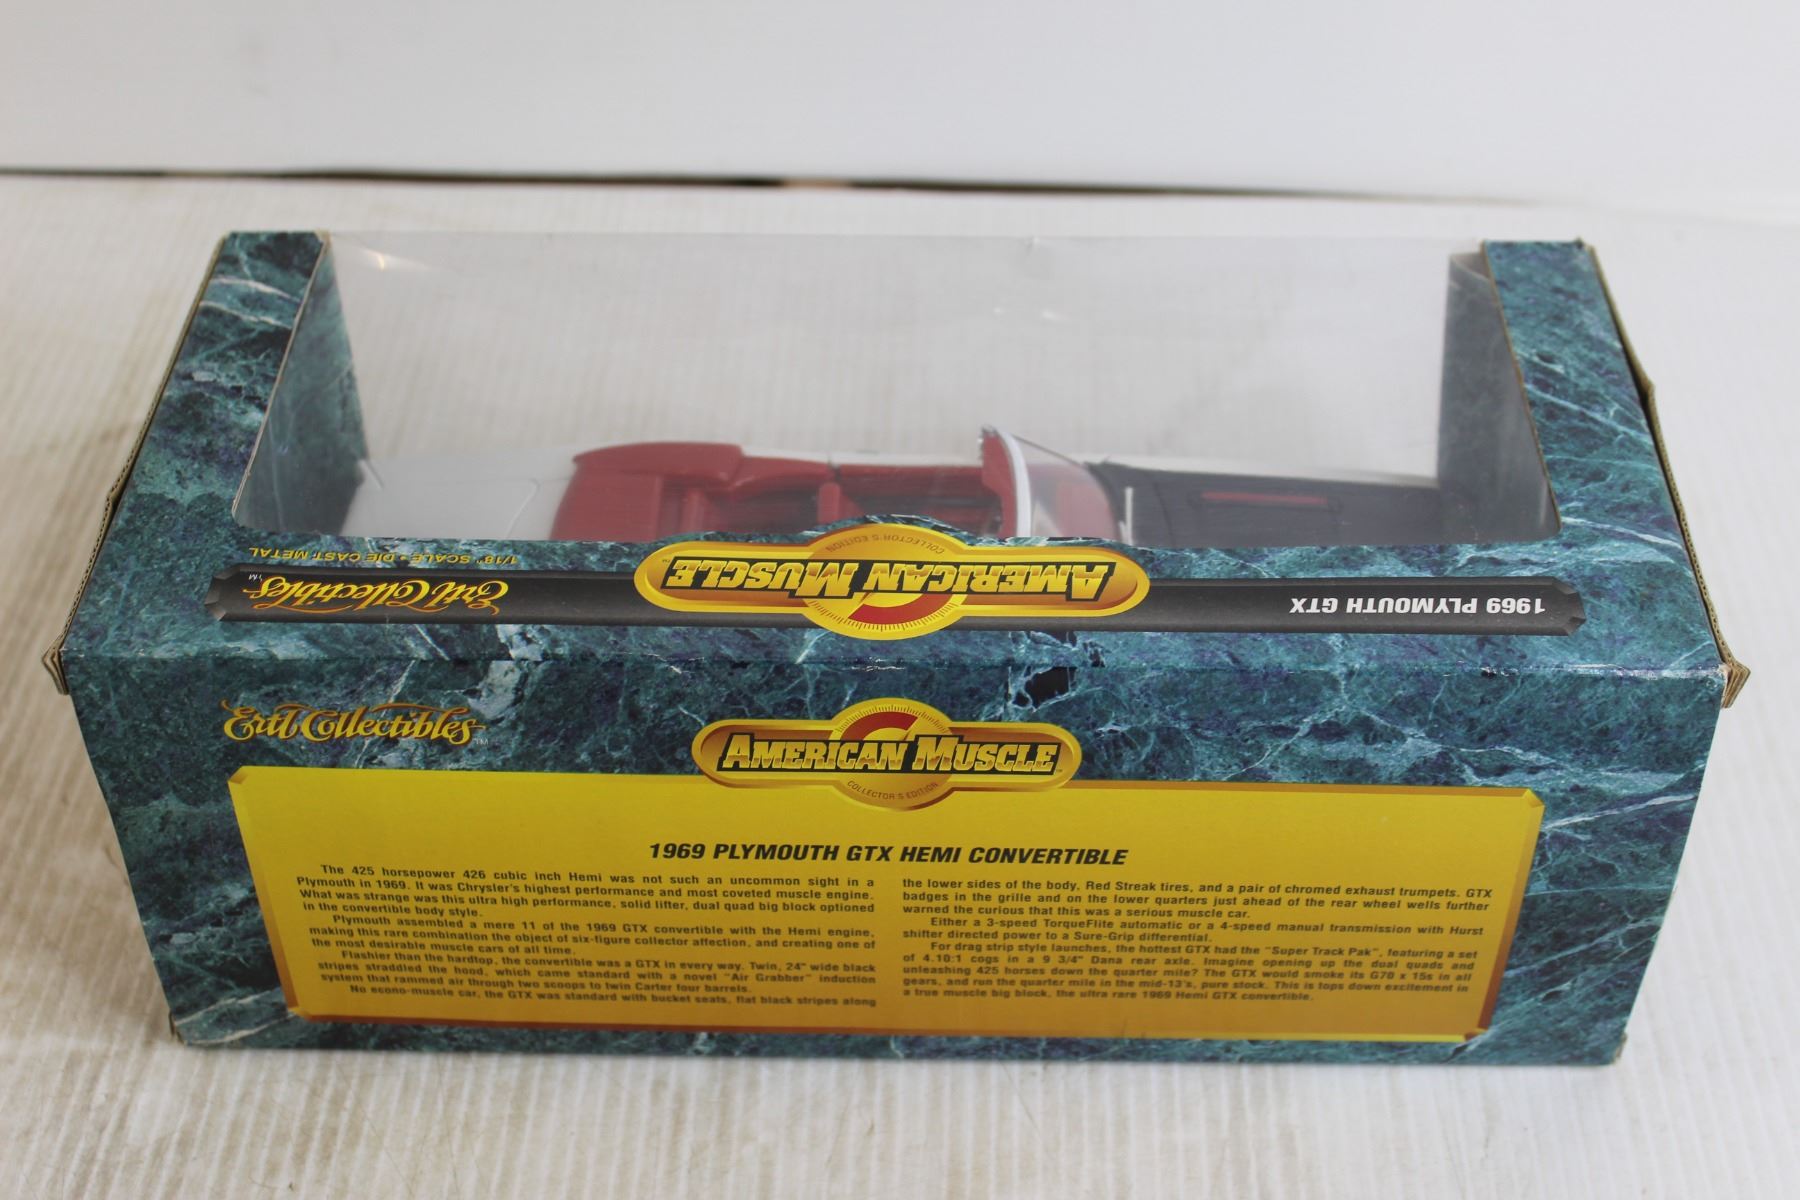 1/18" SCALE • DIE CAST METAL
Ertl Collectibles™
COLLECTOR'S EDITION
AMERICAN MUSCLE™
1969 PLYMOUTH GTX
Ertl Collectibles™
AMERICAN MUSCLE™
COLLECTOR'S EDITION
1969 PLYMOUTH GTX HEMI CONVERTIBLE
The 425 horsepower 426 cubic inch Hemi was not such an uncommon sight in a
Plymouth in 1969. It was Chrysler's highest performance and most coveted muscle engine.
What was strange was this ultra high performance, solid lifter, dual quad big block optioned
in the convertible body style.
Plymouth assembled a mere 11 of the 1969 GTX convertible with the Hemi engine,
making this rare combination the object of six-figure collector affection, and creating one of
the most desirable muscle cars of all time.
Flashier than the hardtop, the convertible was a GTX in every way. Twin, 24" wide black
stripes straddled the hood, which came standard with a novel "Air Grabber" induction
system that rammed air through two scoops to twin Carter four barrels.
No econo-muscle car, the GTX was standard with bucket seats, flat black stripes along
the lower sides of the body, Red Streak tires, and a pair of chromed exhaust trumpets. GTX
badges in the grille and on the lower quarters just ahead of the rear wheel wells further
warned the curious that this was a serious muscle car.
Either a 3-speed TorqueFlite automatic or a 4-speed manual transmission with Hurst
shifter directed power to a Sure-Grip differential.
For drag strip style launches, the hottest GTX had the "Super Track Pak", featuring a set
of 4.10:1 cogs in a 9 3/4" Dana rear axle. Imagine opening up the dual quads and
unleashing 425 horses down the quarter mile? The GTX would smoke its G70 x 15s in all
gears, and run the quarter mile in the mid-13's, pure stock. This is tops down excitement in
a true muscle big block, the ultra rare 1969 Hemi GTX convertible.